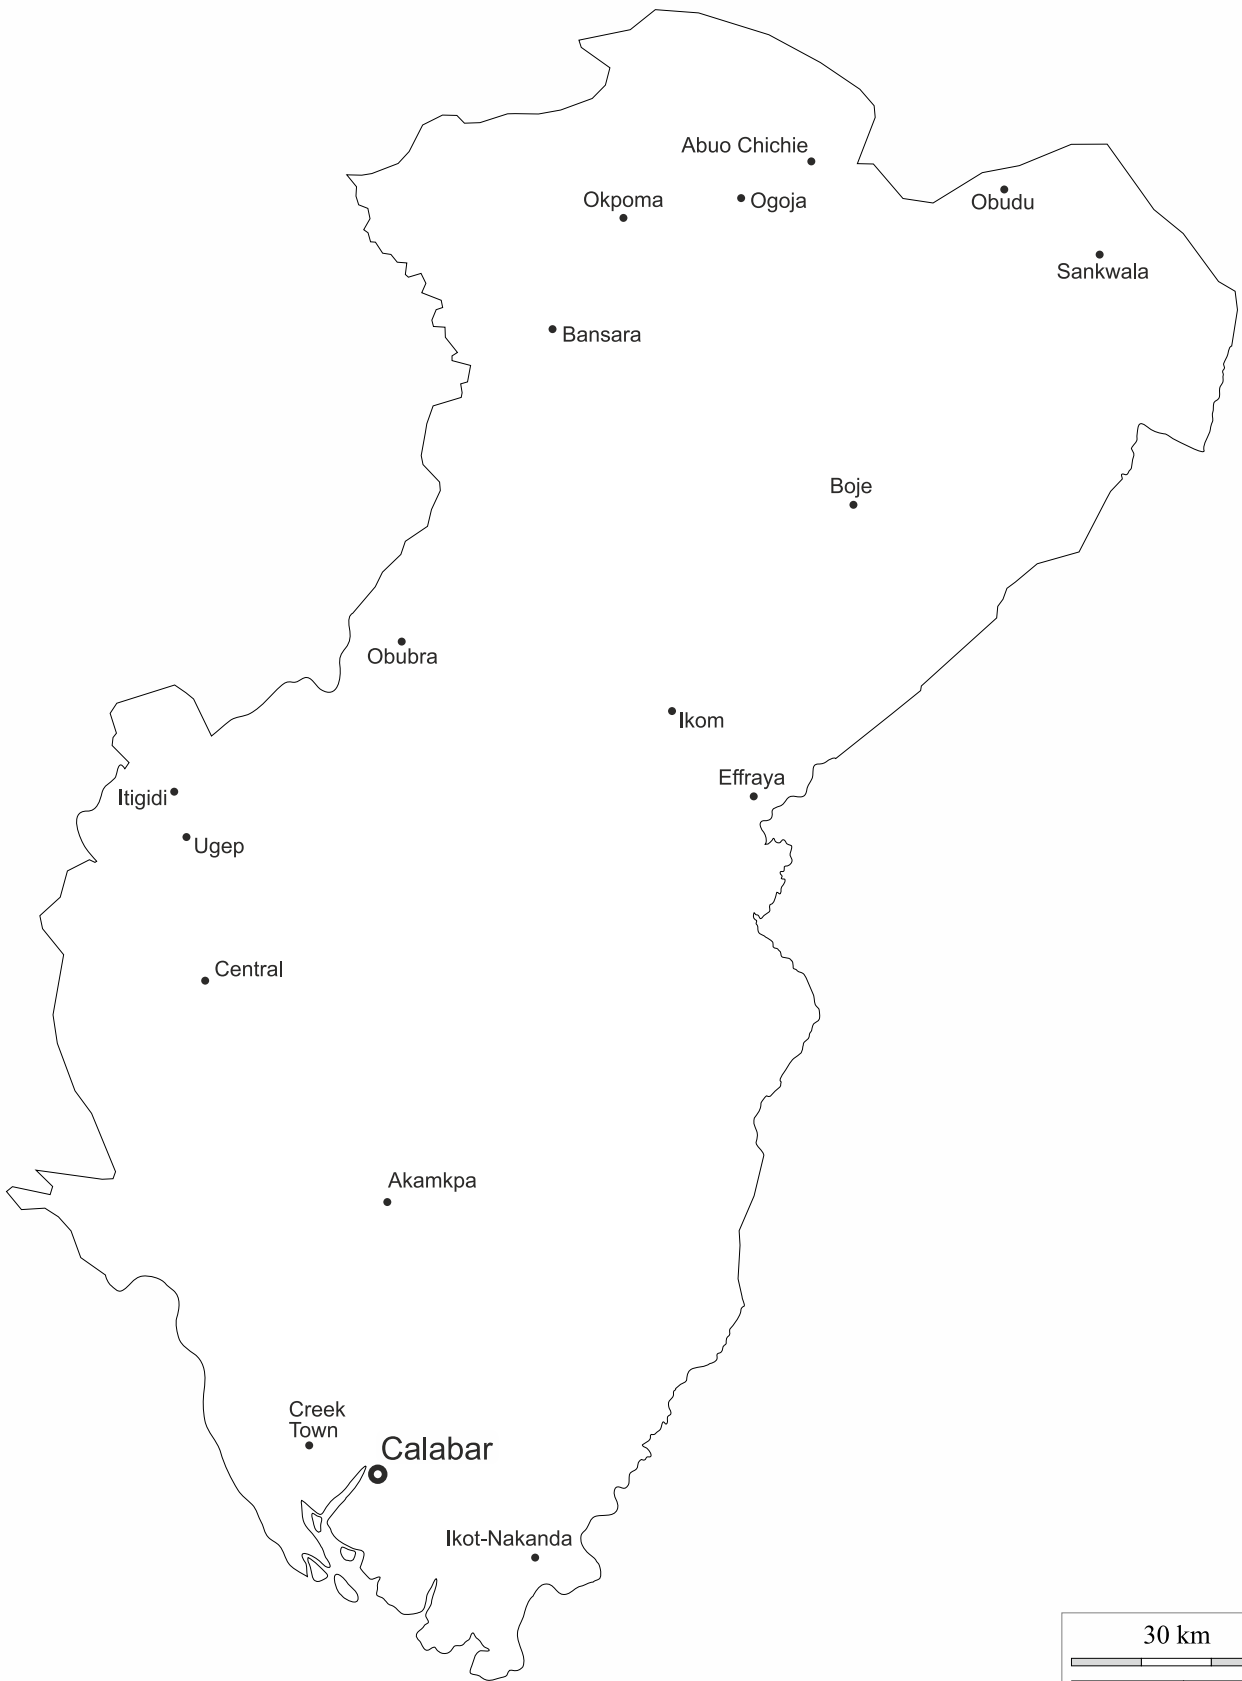 Abuo Chichie
Okpoma
Ogoja
Obudu
Sankwala
Bansara
Boje
Obubra
Ikom
Effraya
Itigidi
Ugep
Central
Akamkpa
Creek
Town
Calabar
Ikot-Nakanda
30 km